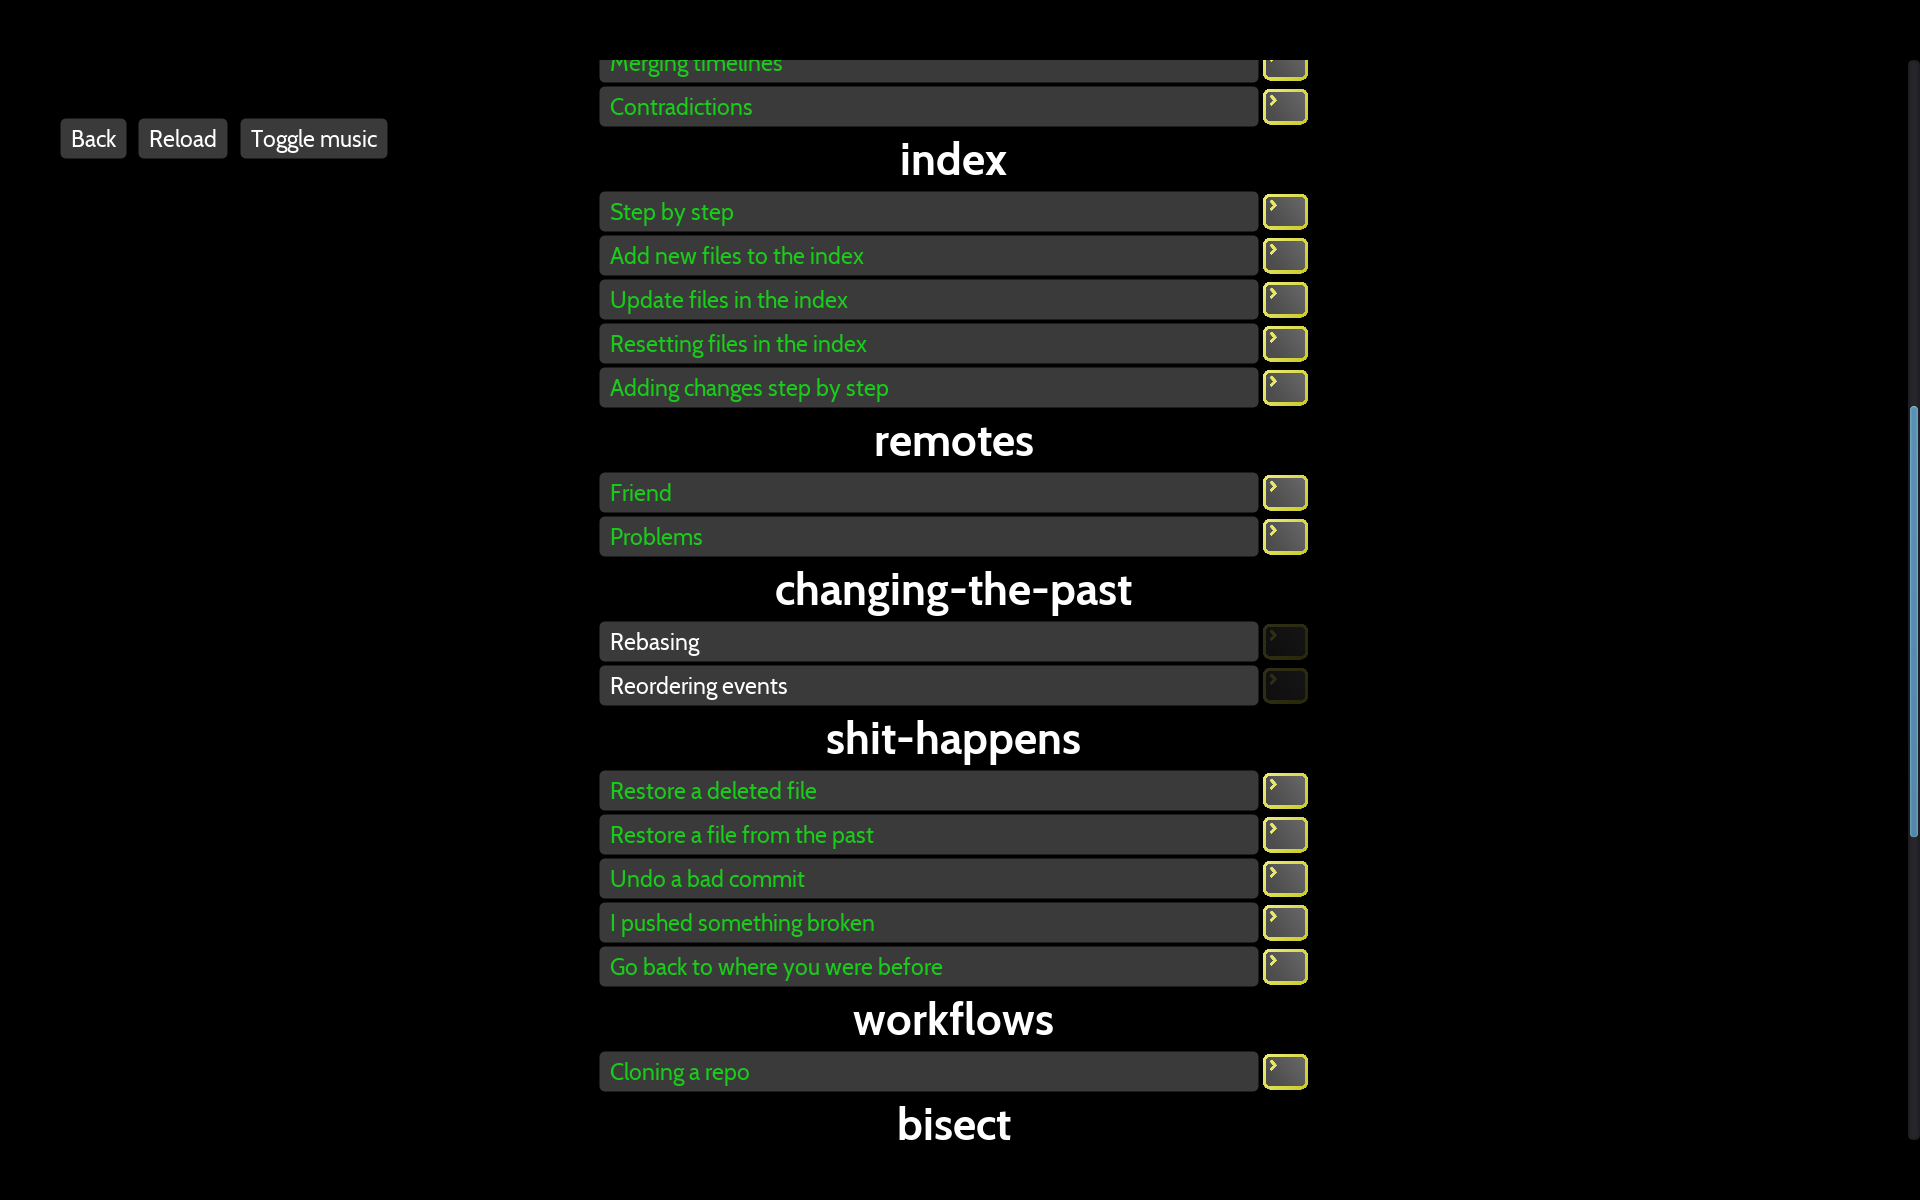 Merging timelines
Contradictions
Back Reload Toggle music
index
Step by step
Add new files to the index
Update files in the index
Resetting files in the index
Adding changes step by step
remotes
Friend
Problems
changing-the-past
Rebasing
Reordering events
shit-happens
Restore a deleted file
Restore a file from the past
Undo a bad commit
I pushed something broken
Go back to where you were before
workflows
Cloning a repo
bisect